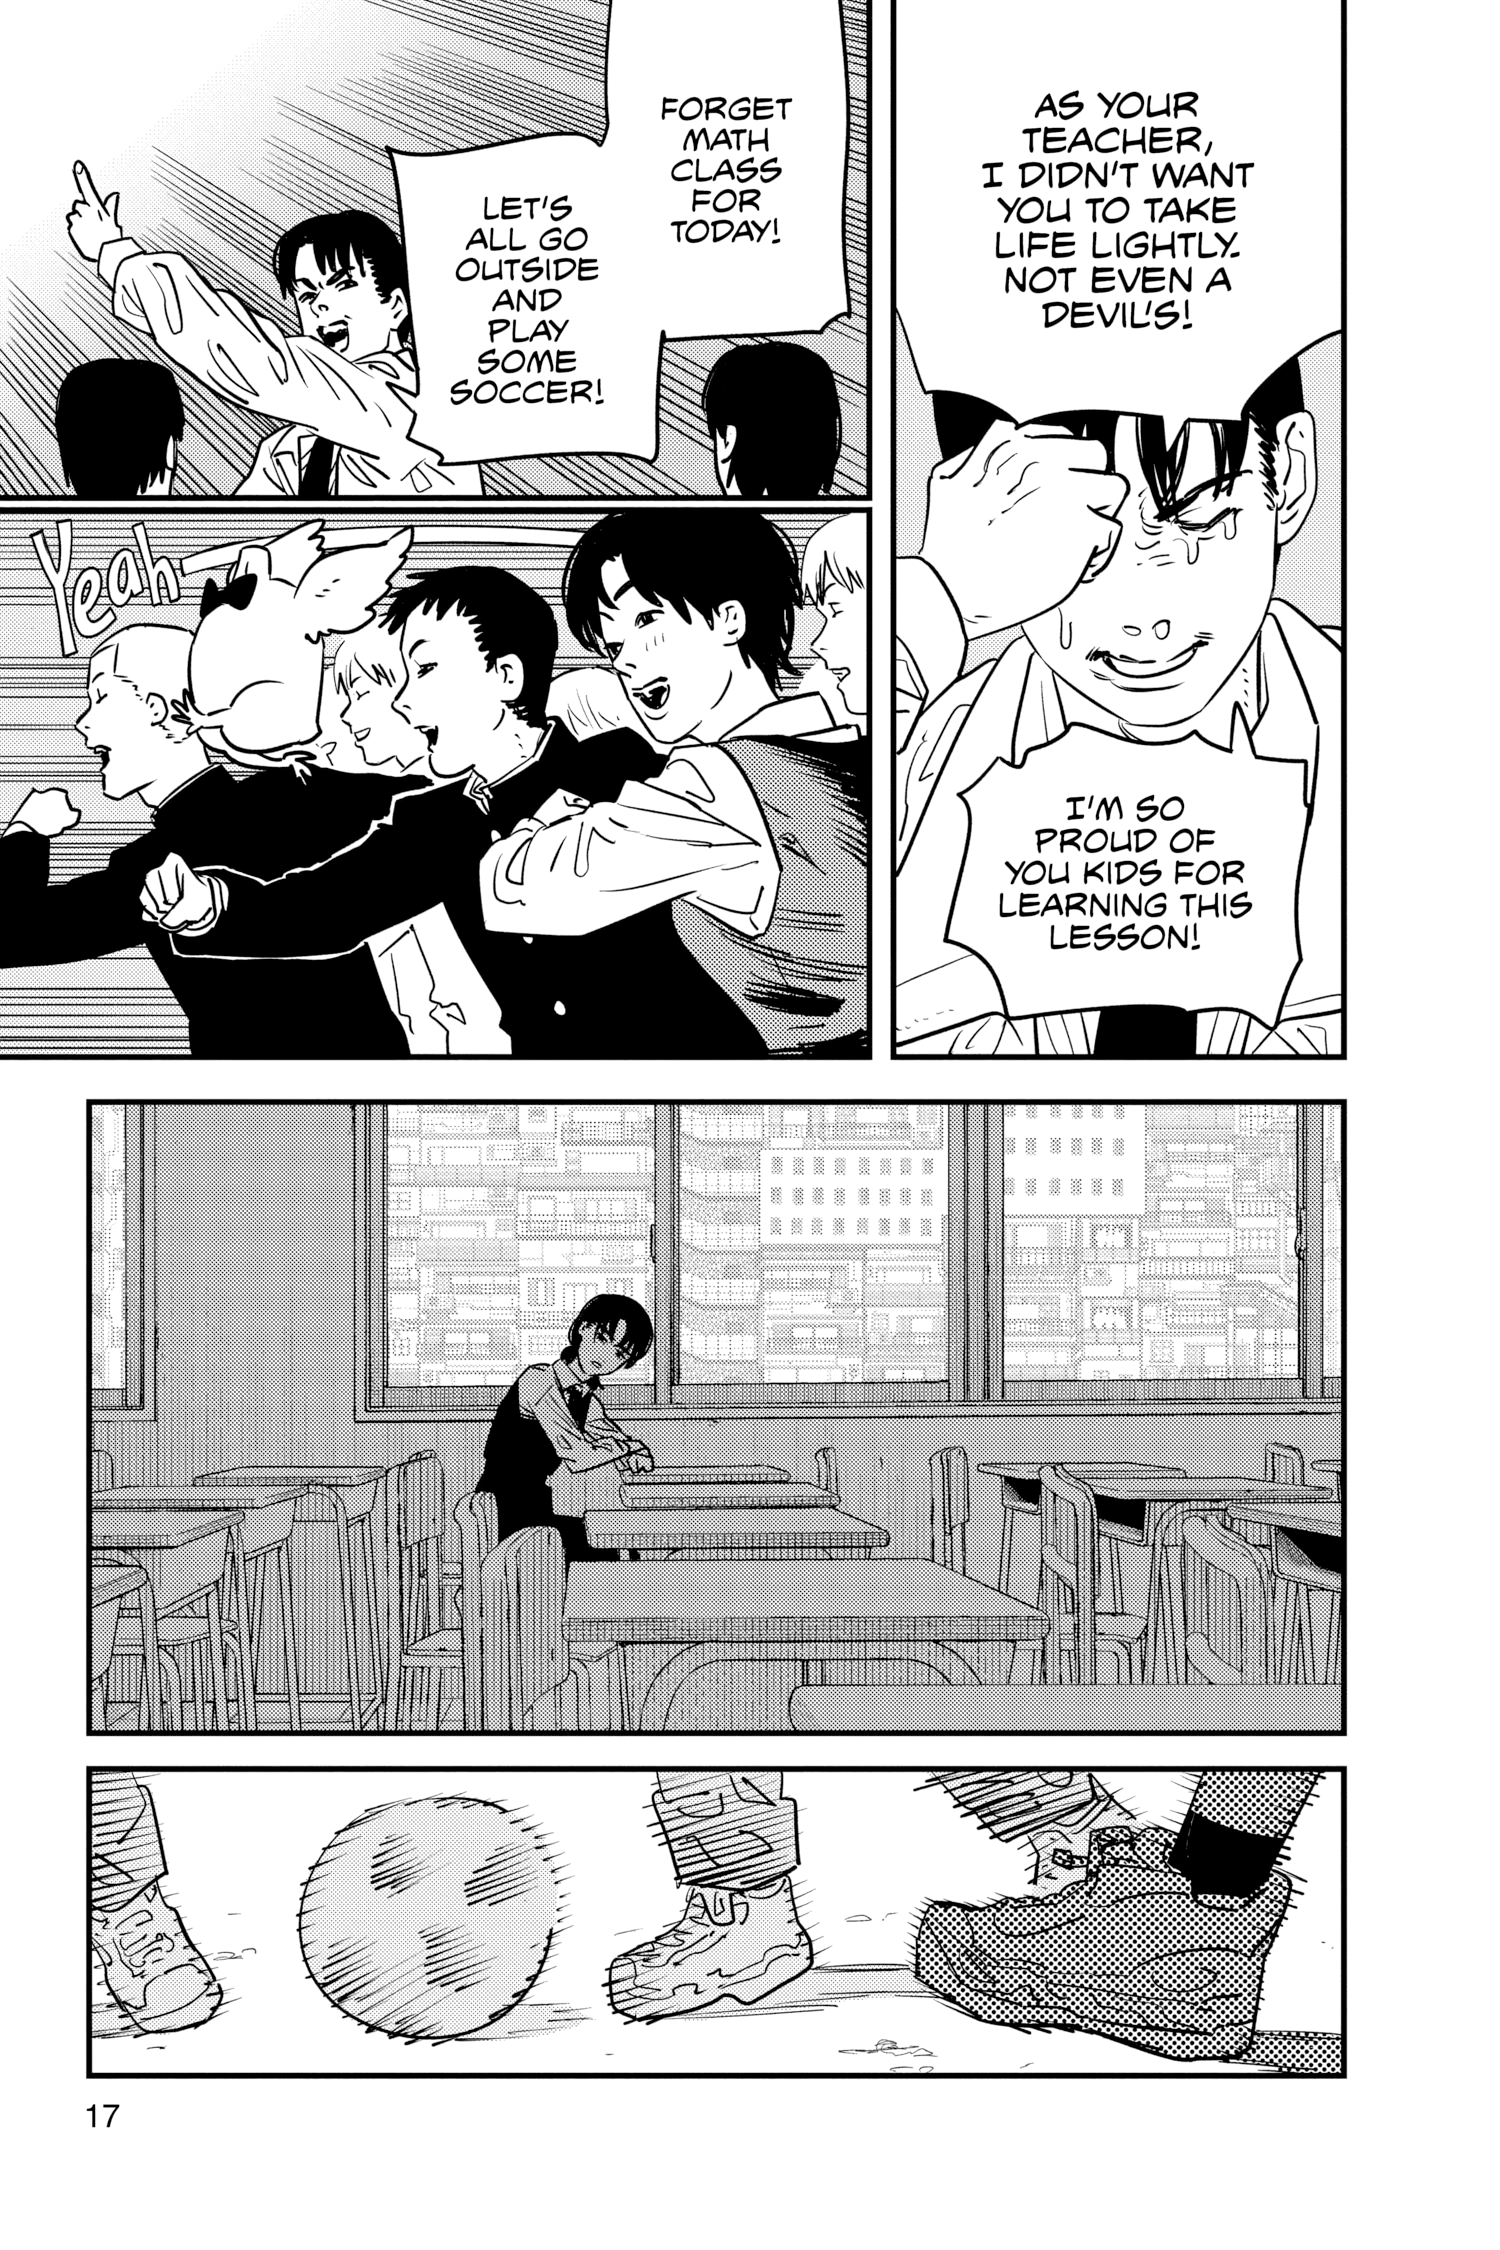 AS YOUR
TEACHER,
I DIDN'T WANT
YOU TO TAKE
LIFE LIGHTLY.
NOT EVEN A
DEVIL'S!
I'M SO
PROUD OF
YOU KIDS FOR
LEARNING THIS
LESSON!
FORGET
MATH
CLASS
FOR
TODAY!
LET'S
ALL GO
OUTSIDE
AND
PLAY
SOME
SOCCER!
Yeah
17